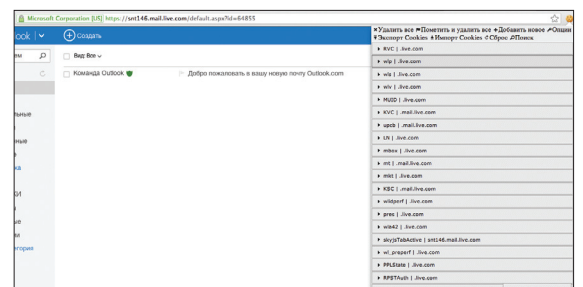 Microsoft Corporation [US] https://snt146.mail.live.com/default.aspx?id=64855
ook Создать
Удалить все Пометить и удалить все Добавить новое Опции
Экспорт Cookies Импорт Cookies Сброс Поиск
Вид: Все
Команда Outlook Добро пожаловать в вашу новую почту Outlook.com
RVC | .live.com
wlp | .live.com
wls | .live.com
wlv | .live.com
MUID | .live.com
KVC | .mail.live.com
upcb | .mail.live.com
LN | .live.com
mbox | .live.com
mt | .mail.live.com
mkt | .live.com
KSC | .mail.live.com
wildperf | .live.com
pres | .live.com
wla42 | .live.com
skyjsTabActive | snt146.mail.live.com
wl_preperf | .live.com
PPLState | .live.com
RPSTAuth | .live.com